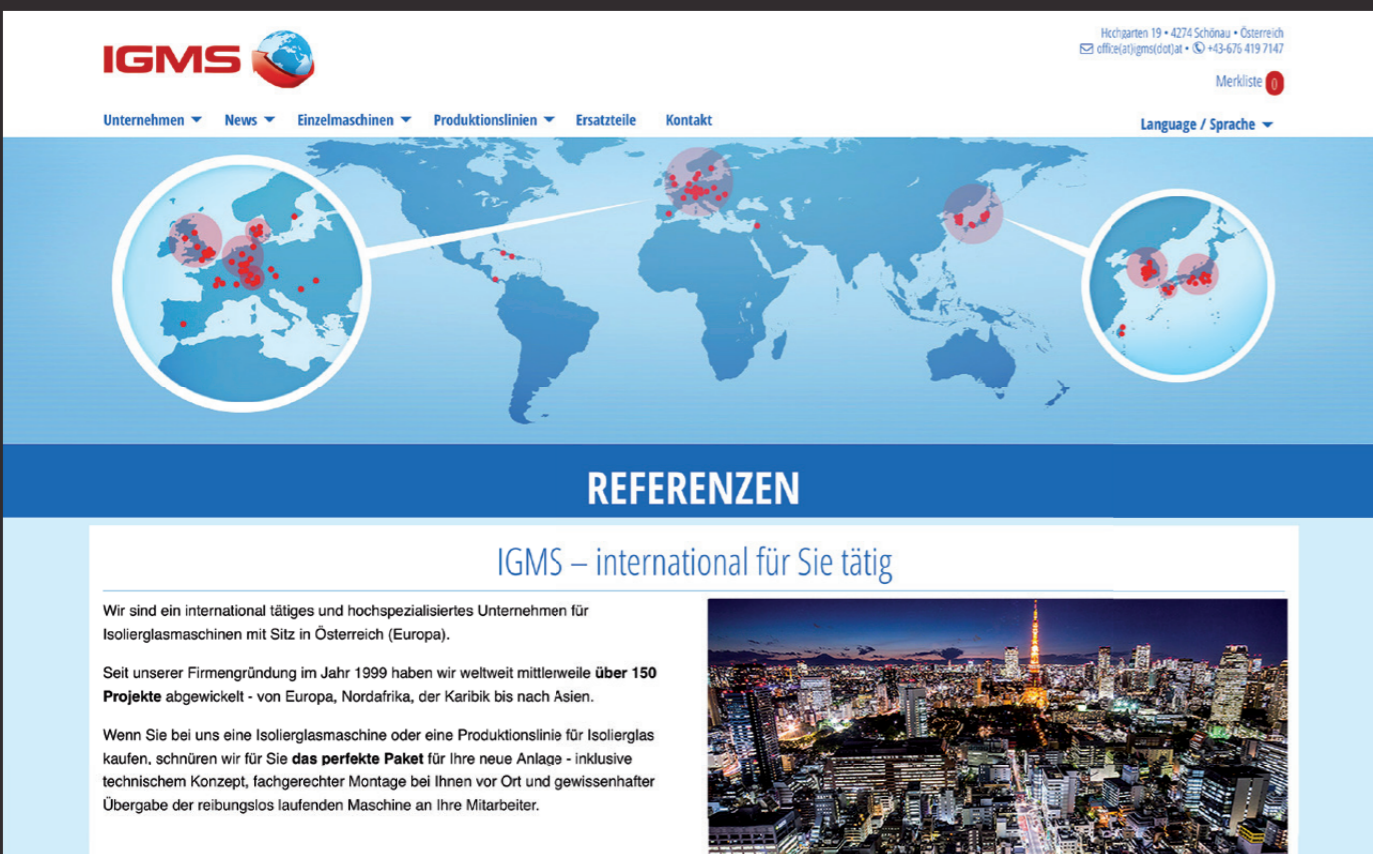 IGMS
Hochgarten 19 • 4274 Schönau • Österreich
office(at)igms(dot)at • +43-676 419 7147
Merkliste 0
Unternehmen News Einzelmaschinen Produktionslinien Ersatzteile Kontakt
Language / Sprache
REFERENZEN
IGMS – international für Sie tätig
Wir sind ein international tätiges und hochspezialisiertes Unternehmen für
Isolierglasmaschinen mit Sitz in Österreich (Europa).
Seit unserer Firmengründung im Jahr 1999 haben wir weltweit mittlerweile über 150
Projekte abgewickelt - von Europa, Nordafrika, der Karibik bis nach Asien.
Wenn Sie bei uns eine Isolierglasmaschine oder eine Produktionslinie für Isolierglas
kaufen, schnüren wir für Sie das perfekte Paket für Ihre neue Anlage - inklusive
technischem Konzept, fachgerechter Montage bei Ihnen vor Ort und gewissenhafter
Übergabe der reibungslos laufenden Maschine an Ihre Mitarbeiter.